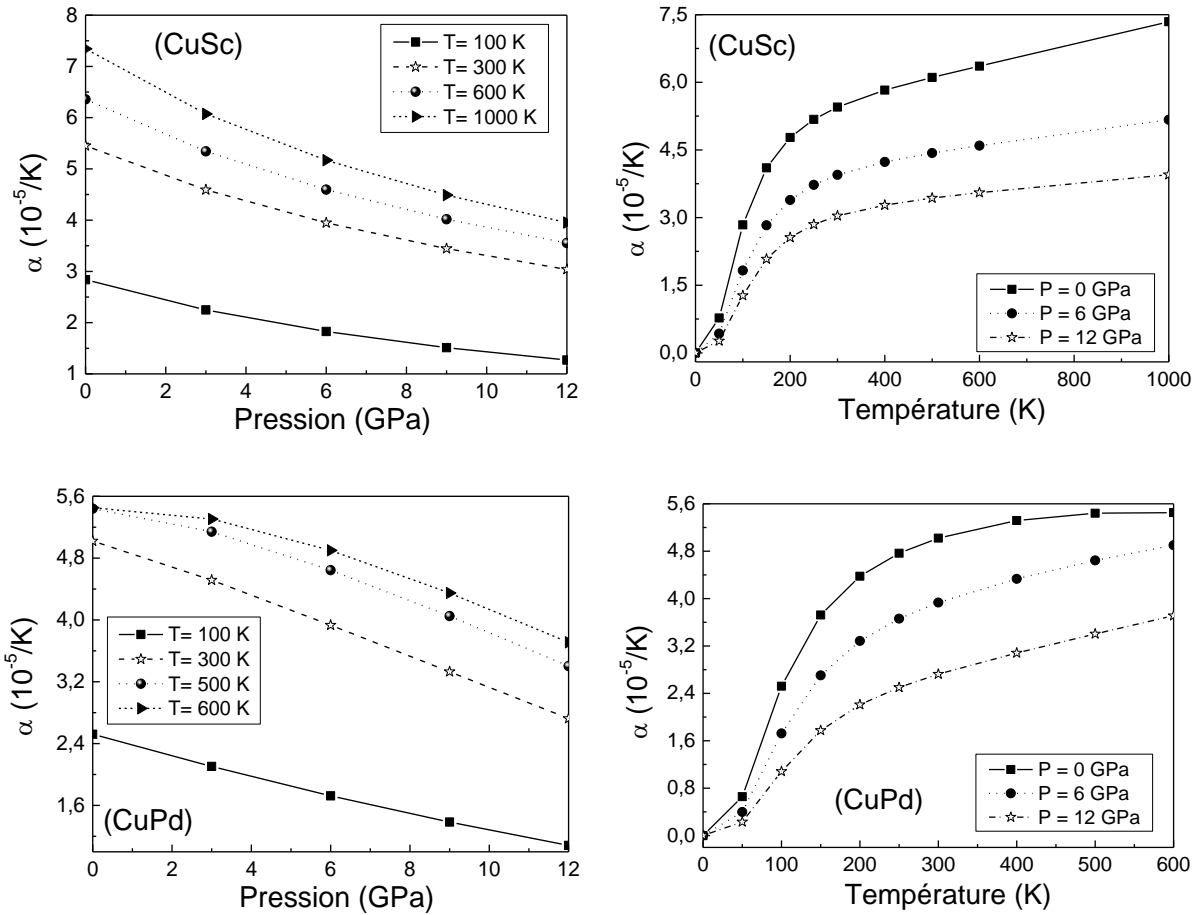 (CuSc)
T= 100 K
T= 300 K
T= 600 K
T= 1000 K
8
7
6
5
4
3
2
1
α (10⁻⁵/K)
0 2 4 6 8 10 12
Pression (GPa)
(CuSc)
7,5
6,0
4,5
3,0
1,5
0,0
α (10⁻⁵/K)
P = 0 GPa
P = 6 GPa
P = 12 GPa
0 200 400 600 800 1000
Température (K)
5,6
4,8
4,0
3,2
2,4
1,6
α (10⁻⁵/K)
T= 100 K
T= 300 K
T= 500 K
T= 600 K
(CuPd)
0 2 4 6 8 10 12
Pression (GPa)
5,6
4,8
4,0
3,2
2,4
1,6
0,8
0,0
α (10⁻⁵/K)
(CuPd)
P = 0 GPa
P = 6 GPa
P = 12 GPa
0 100 200 300 400 500 600
Température (K)